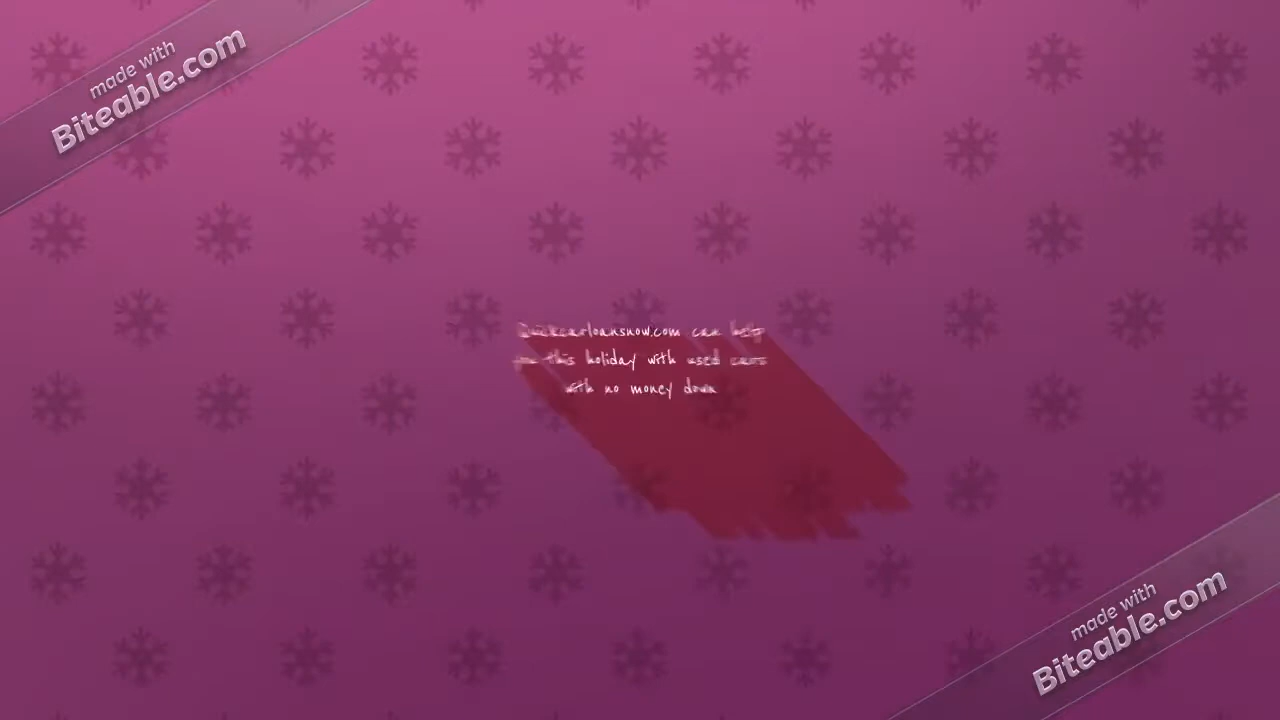 made with
Biteable.com
Quickcarloansnow.com can help
you this holiday with used cars
with no money down
made with
Biteable.com